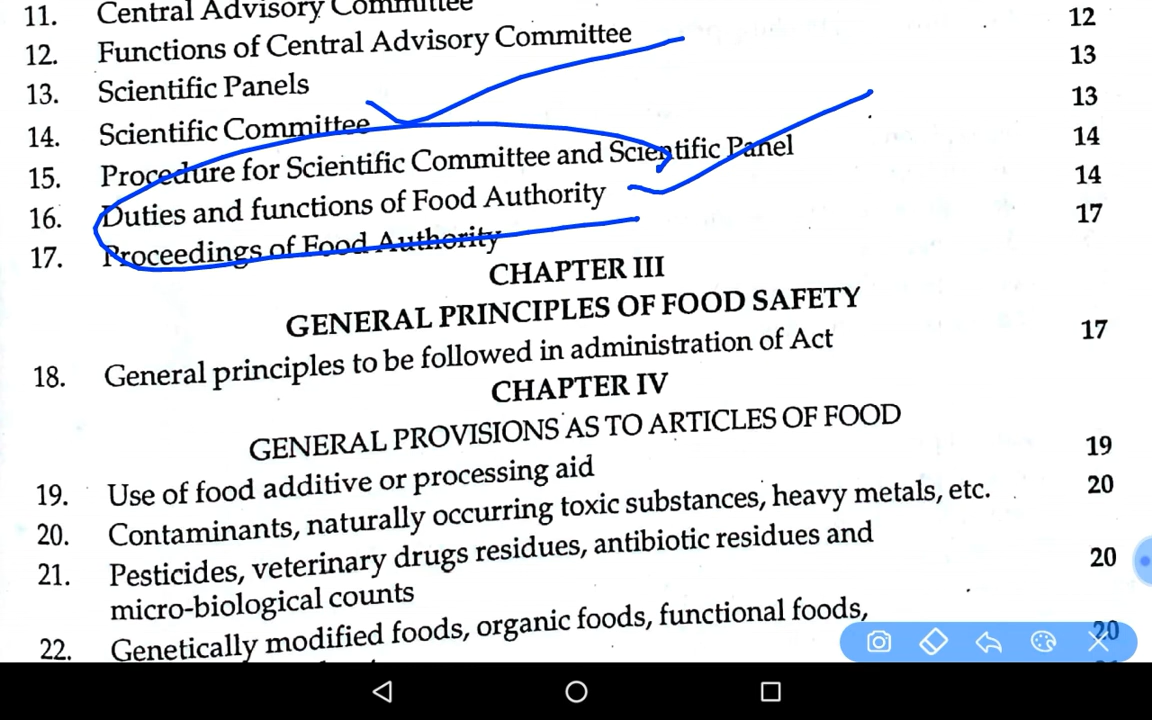 11. Central Advisory Committee 12
12. Functions of Central Advisory Committee 13
13. Scientific Panels 13
14. Scientific Committee 14
15. Procedure for Scientific Committee and Scientific Panel 14
16. Duties and functions of Food Authority 17
17. Proceedings of Food Authority
CHAPTER III
GENERAL PRINCIPLES OF FOOD SAFETY
18. General principles to be followed in administration of Act 17
CHAPTER IV
GENERAL PROVISIONS AS TO ARTICLES OF FOOD
19. Use of food additive or processing aid 19
20. Contaminants, naturally occurring toxic substances, heavy metals, etc. 20
21. Pesticides, veterinary drugs residues, antibiotic residues and
micro-biological counts 20
22. Genetically modified foods, organic foods, functional foods, 20